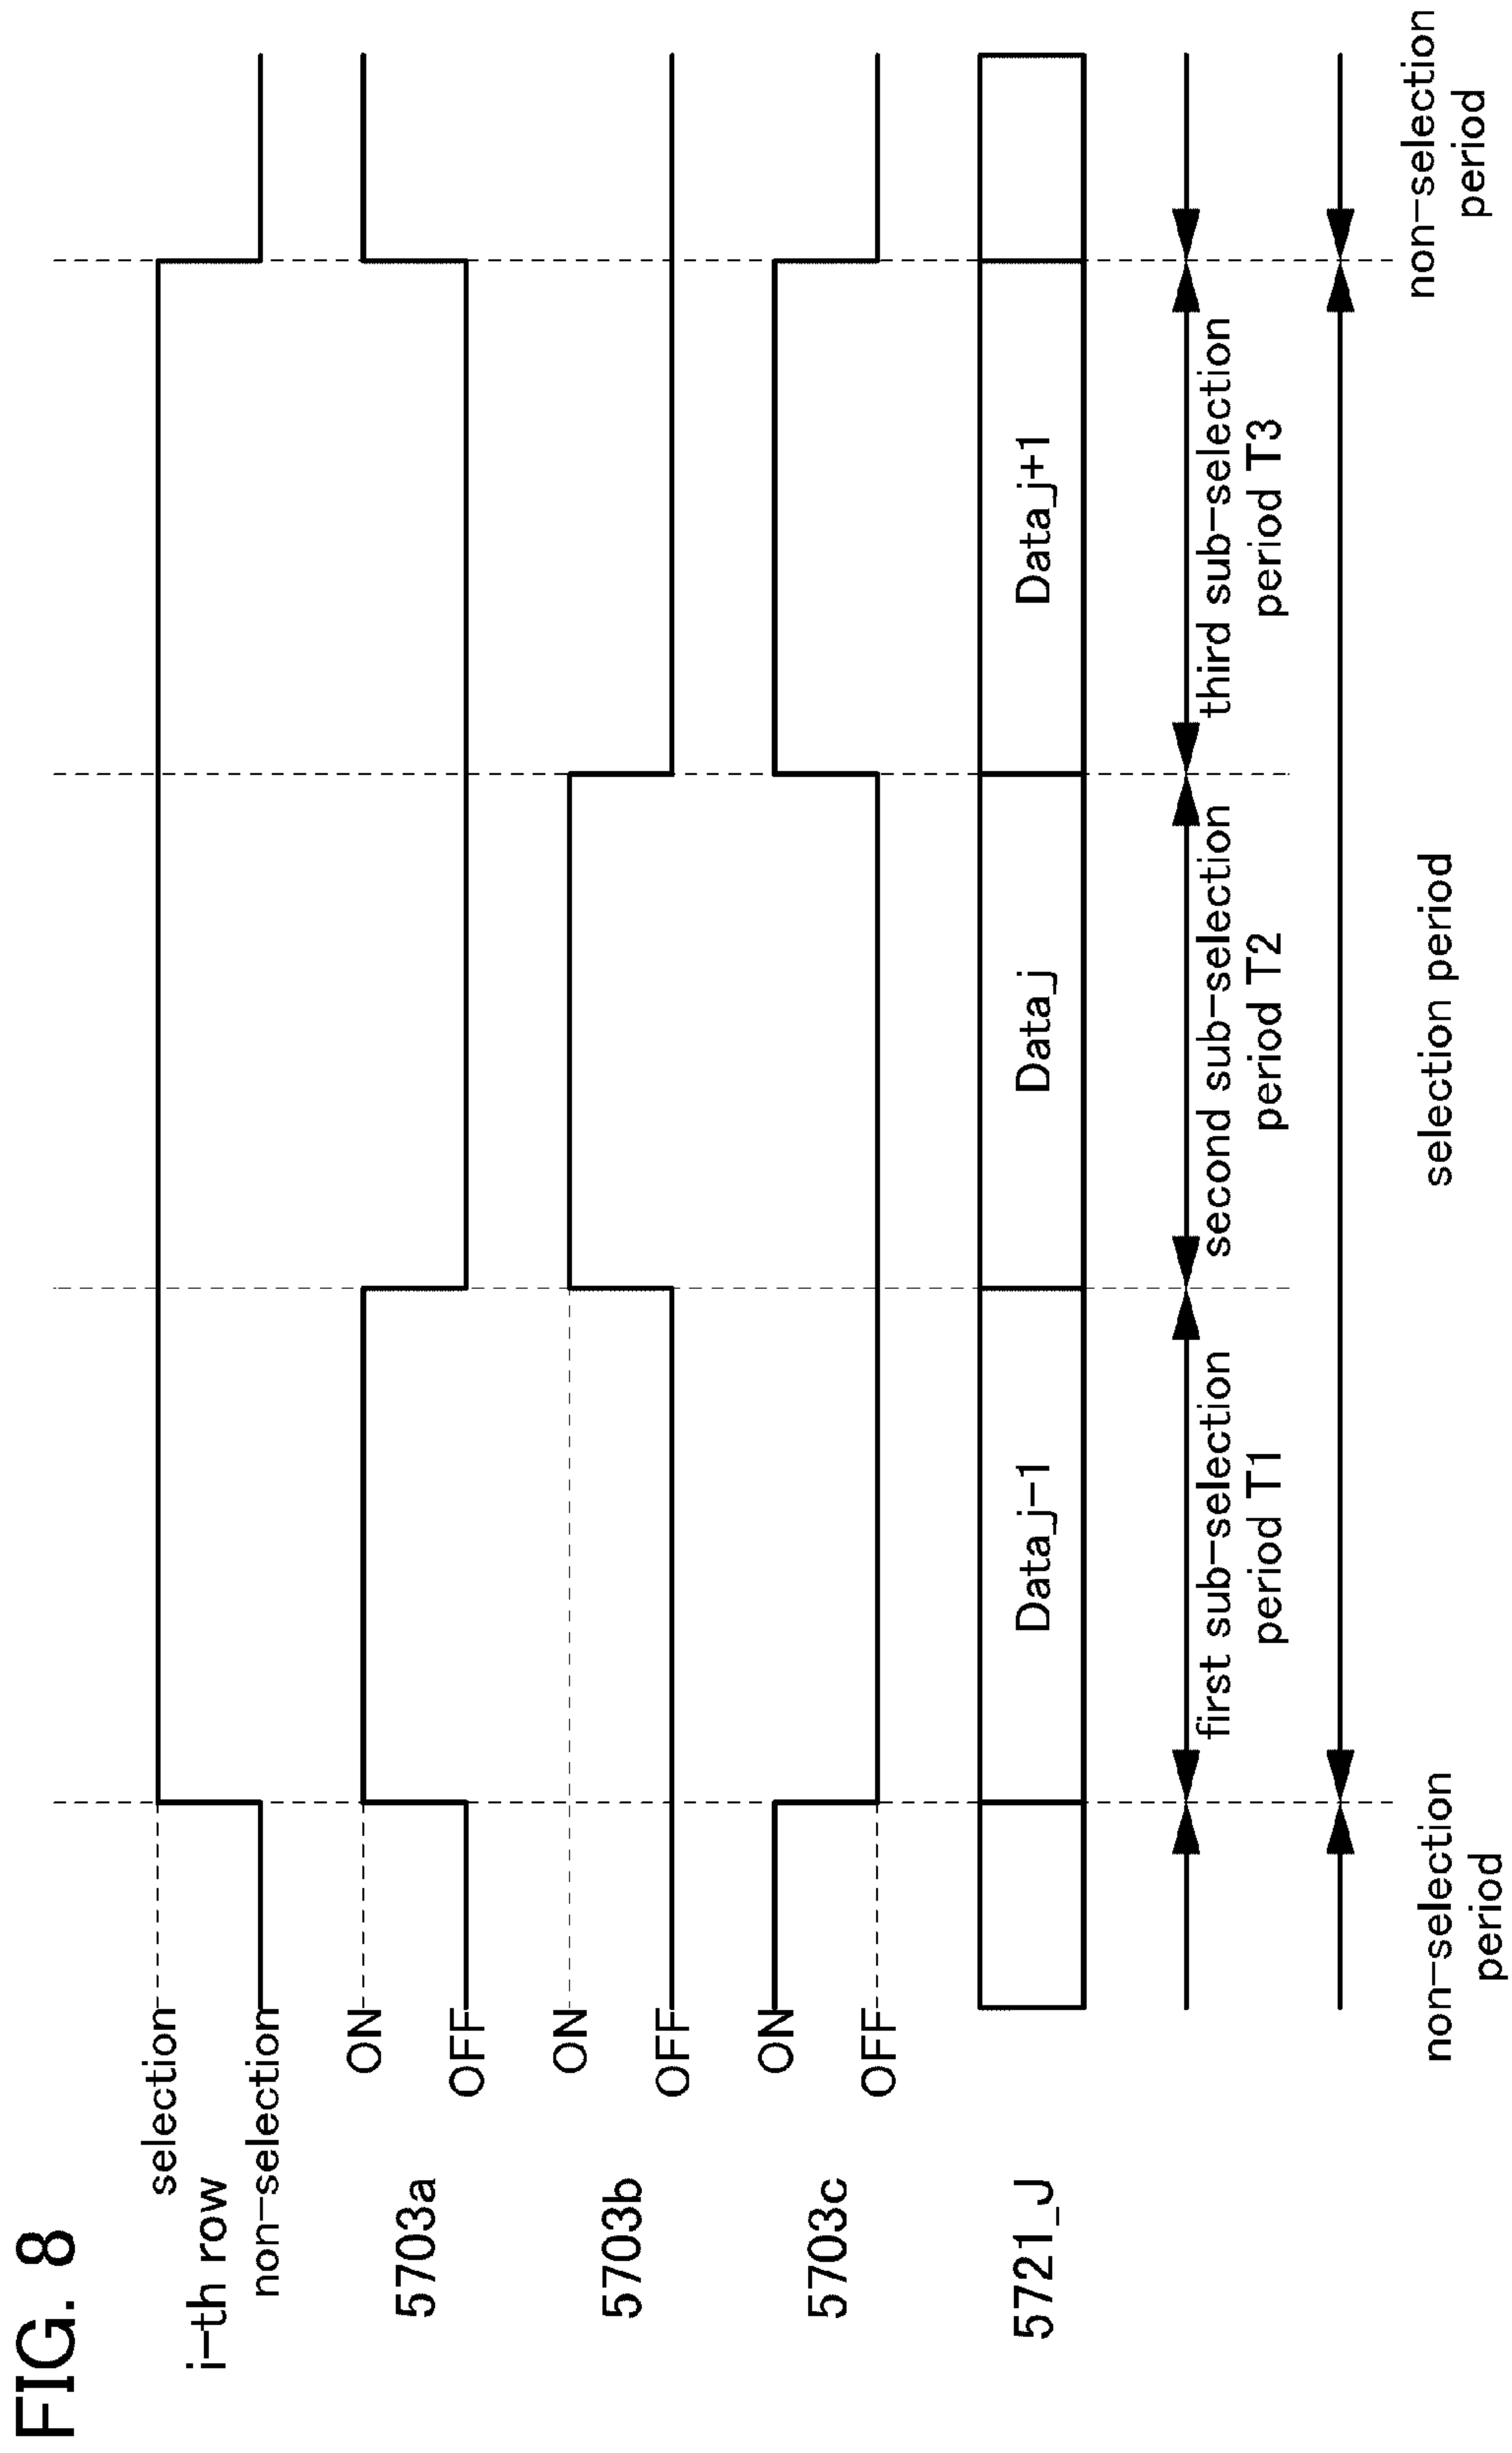 FIG. 8
selection
i-th row
non-selection
ON
5703a
OFF
ON
5703b
OFF
ON
5703c
OFF
5721_J
Data_j-1
Data_j
Data_j+1
first sub-selection
period T1
second sub-selection
period T2
third sub-selection
period T3
non-selection
period
selection period
non-selection
period